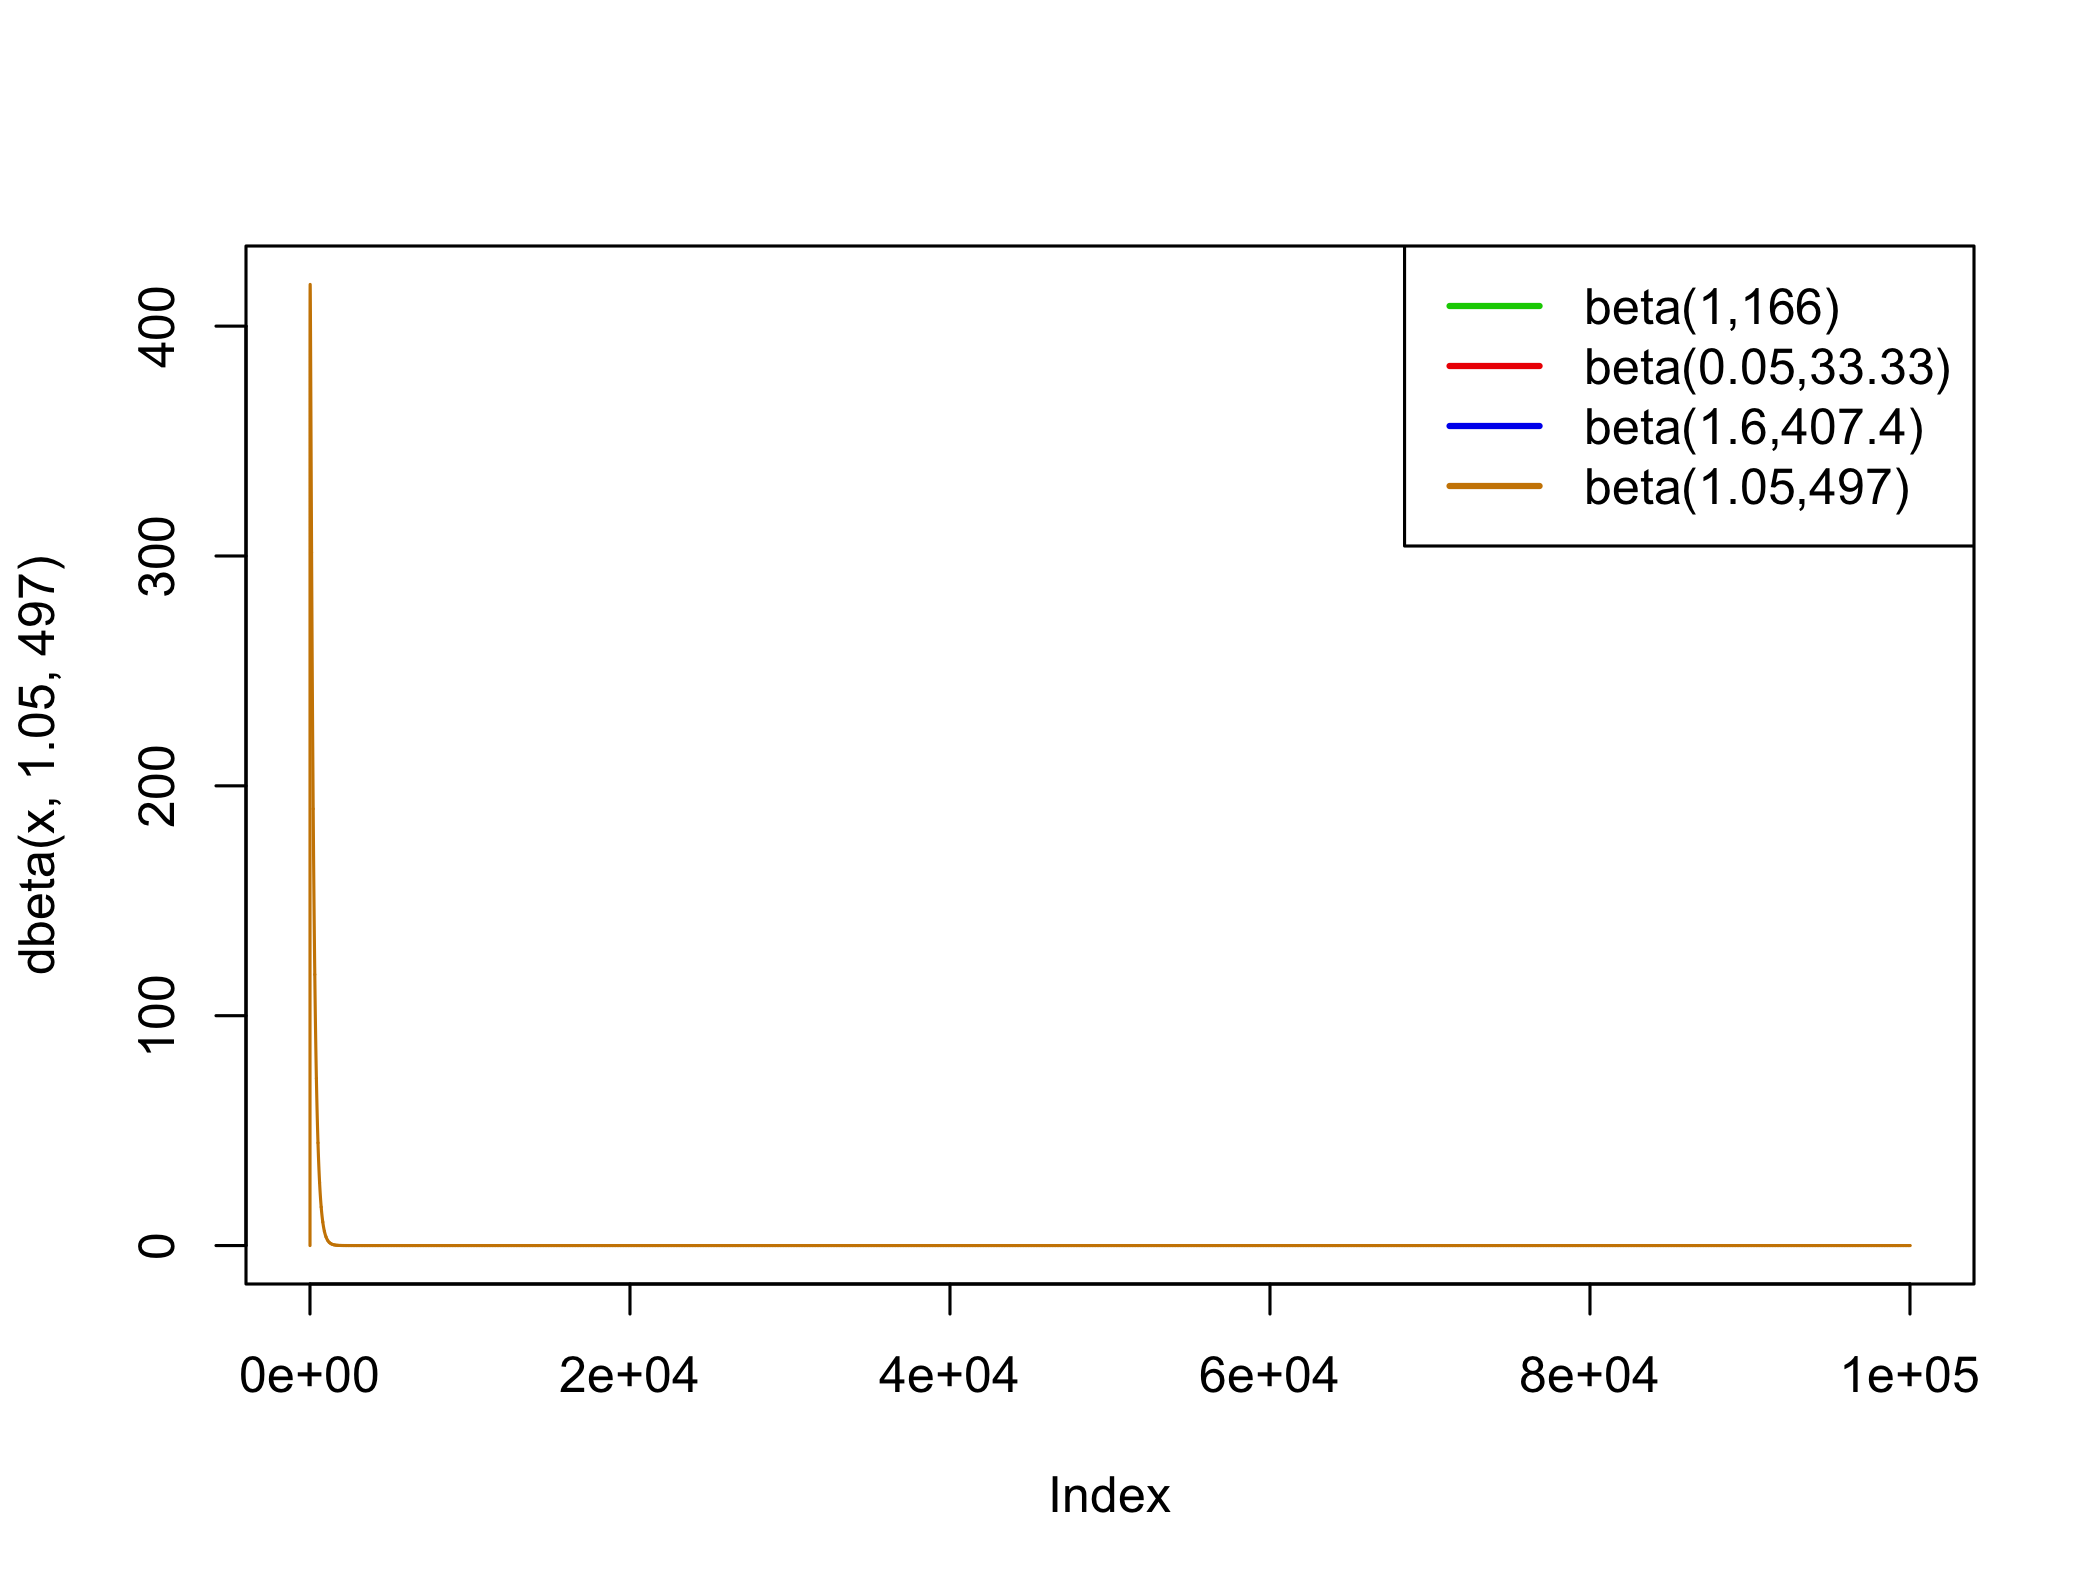 beta(1,166)
beta(0.05,33.33)
beta(1.6,407.4)
beta(1.05,497)
dbeta(x, 1.05, 497)
400
300
200
100
0
0e+00 2e+04 4e+04 6e+04 8e+04 1e+05
Index